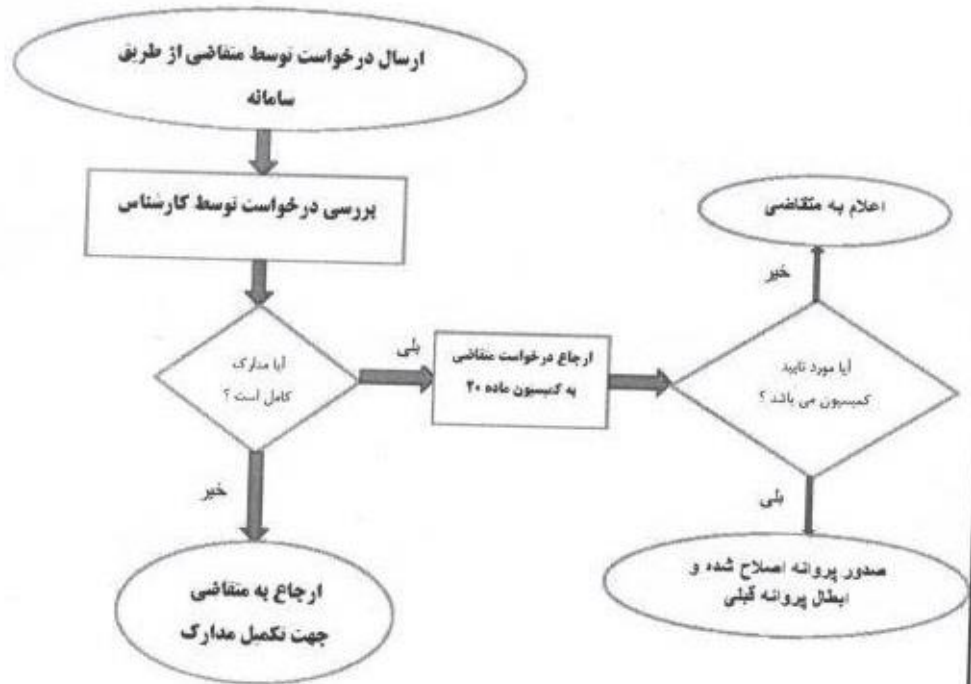 ارسال درخواست توسط متقاضی از طریق
سامانه
بررسی درخواست توسط کارشناس
آیا مدارک
کامل است ؟
بلی
خیر
ارجاع به متقاضی
جهت تکمیل مدارک
ارجاع درخواست متقاضی
به کمیسیون ماده ۲۰
آیا مورد تایید
کمیسیون می باشد ؟
خیر
اعلام به متقاضی
بلی
صدور پروانه اصلاح شده و
ابطال پروانه قبلی